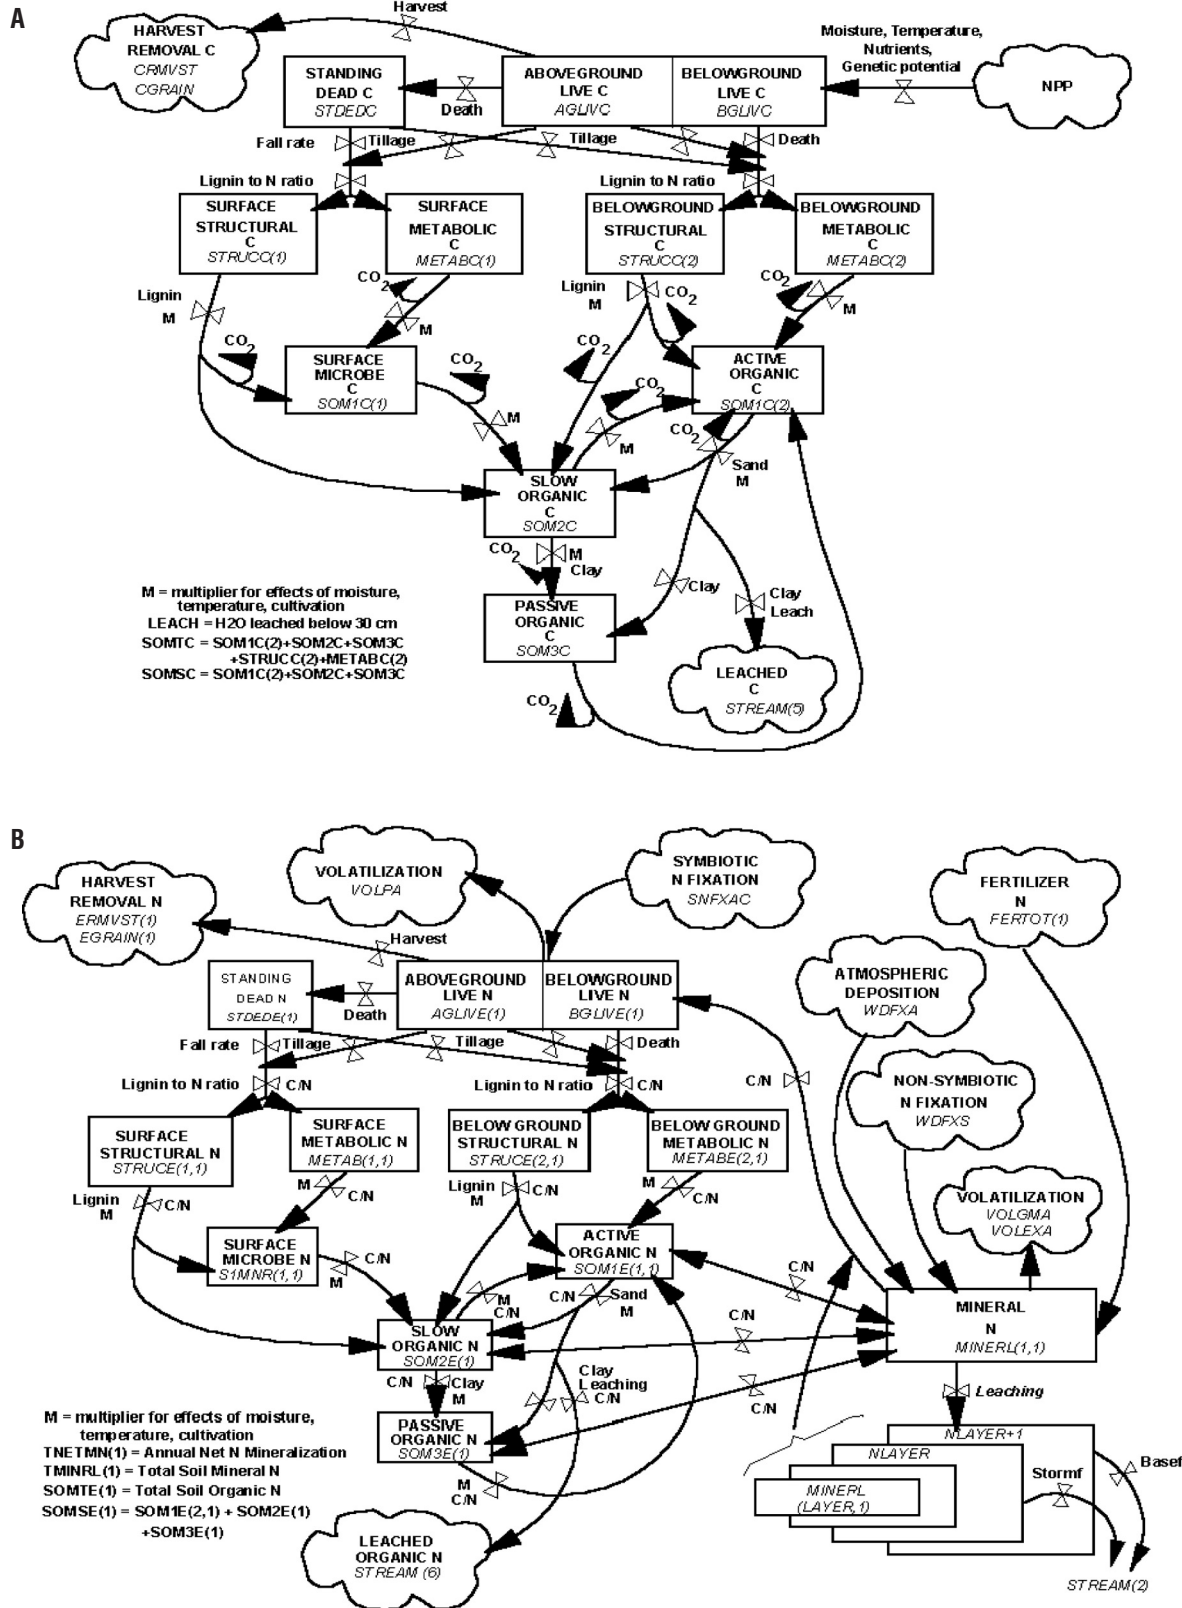 A
Harvest
HARVEST
REMOVAL C
CRMVST
CGRAIN
Moisture, Temperature,
Nutrients,
Genetic potential
NPP
STANDING
DEAD C
STDEDC
Death
ABOVEGROUND
LIVE C
AGLIVC
BELOWGROUND
LIVE C
BGLIVC
Fall rate
Tillage
Tillage
Death
Lignin to N ratio
Lignin to N ratio
SURFACE
STRUCTURAL
C
STRUCC(1)
SURFACE
METABOLIC
C
METABC(1)
BELOWGROUND
STRUCTURAL
C
STRUCC(2)
BELOWGROUND
METABOLIC
C
METABC(2)
Lignin
M
CO2
M
Lignin
M
CO2
CO2
M
CO2
SURFACE
MICROBE
C
SOM1C(1)
CO2
M
CO2
CO2
M
ACTIVE
ORGANIC
C
SOM1C(2)
CO2
Sand
M
SLOW
ORGANIC
C
SOM2C
CO2
M
Clay
Clay
Clay
Leach
PASSIVE
ORGANIC
C
SOM3C
CO2
LEACHED
C
STREAM(5)
M = multiplier for effects of moisture,
temperature, cultivation
LEACH = H2O leached below 30 cm
SOMTC = SOM1C(2)+SOM2C+SOM3C
+STRUCC(2)+METABC(2)
SOMSC = SOM1C(2)+SOM2C+SOM3C
B
HARVEST
REMOVAL N
ERMVST(1)
EGRAIN(1)
VOLATILIZATION
VOLPA
SYMBIOTIC
N FIXATION
SNFXAC
FERTILIZER
N
FERTOT(1)
Harvest
ATMOSPHERIC
DEPOSITION
WDFXA
STANDING
DEAD N
STDEDE(1)
Death
ABOVEGROUND
LIVE N
AGLIVE(1)
BELOWGROUND
LIVE N
BGLIVE(1)
Fall rate
Tillage
Tillage
Death
Lignin to N ratio
C/N
Lignin to N ratio
C/N
C/N
NON-SYMBIOTIC
N FIXATION
WDFXS
SURFACE
STRUCTURAL N
STRUCE(1,1)
SURFACE
METABOLIC N
METAB(1,1)
BELOW GROUND
STRUCTURAL N
STRUCE(2,1)
BELOW GROUND
METABOLIC N
METABE(2,1)
Lignin
M
C/N
M
C/N
Lignin
M
C/N
M
C/N
VOLATILIZATION
VOLGMA
VOLEXA
SURFACE
MICROBE N
S1MNR(1,1)
C/N
M
ACTIVE
ORGANIC N
SOM1E(1,1)
M
C/N
C/N
Sand
M
C/N
C/N
MINERAL
N
MINERL(1,1)
SLOW
ORGANIC N
SOM2E(1)
C/N
Clay
M
Clay
Leaching
C/N
C/N
Leaching
PASSIVE
ORGANIC N
SOM3E(1)
M
C/N
NLAYER+1
NLAYER
MINERL
(LAYER,1)
Stormf
Basef
STREAM(2)
LEACHED
ORGANIC N
STREAM (6)
M = multiplier for effects of moisture,
temperature, cultivation
TNETMN(1) = Annual Net N Mineralization
TMINRL(1) = Total Soil Mineral N
SOMTE(1) = Total Soil Organic N
SOMSE(1) = SOM1E(2,1) + SOM2E(1)
+SOM3E(1)